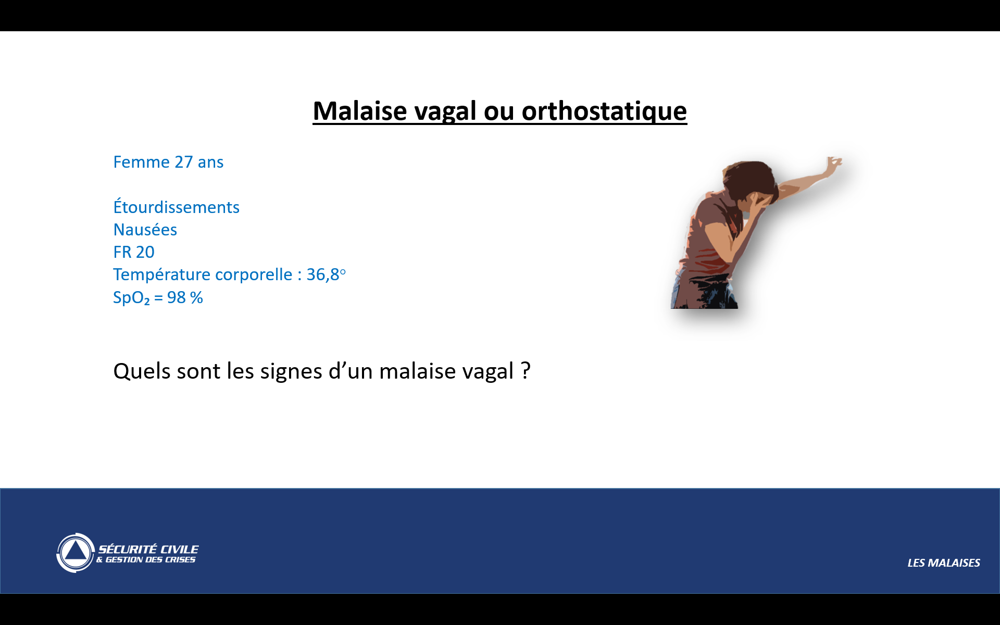 Malaise vagal ou orthostatique
Femme 27 ans
Étourdissements
Nausées
FR 20
Température corporelle : 36,8°
SpO₂ = 98 %
Quels sont les signes d’un malaise vagal ?
SÉCURITÉ CIVILE
& GESTION DES CRISES
LES MALAISES